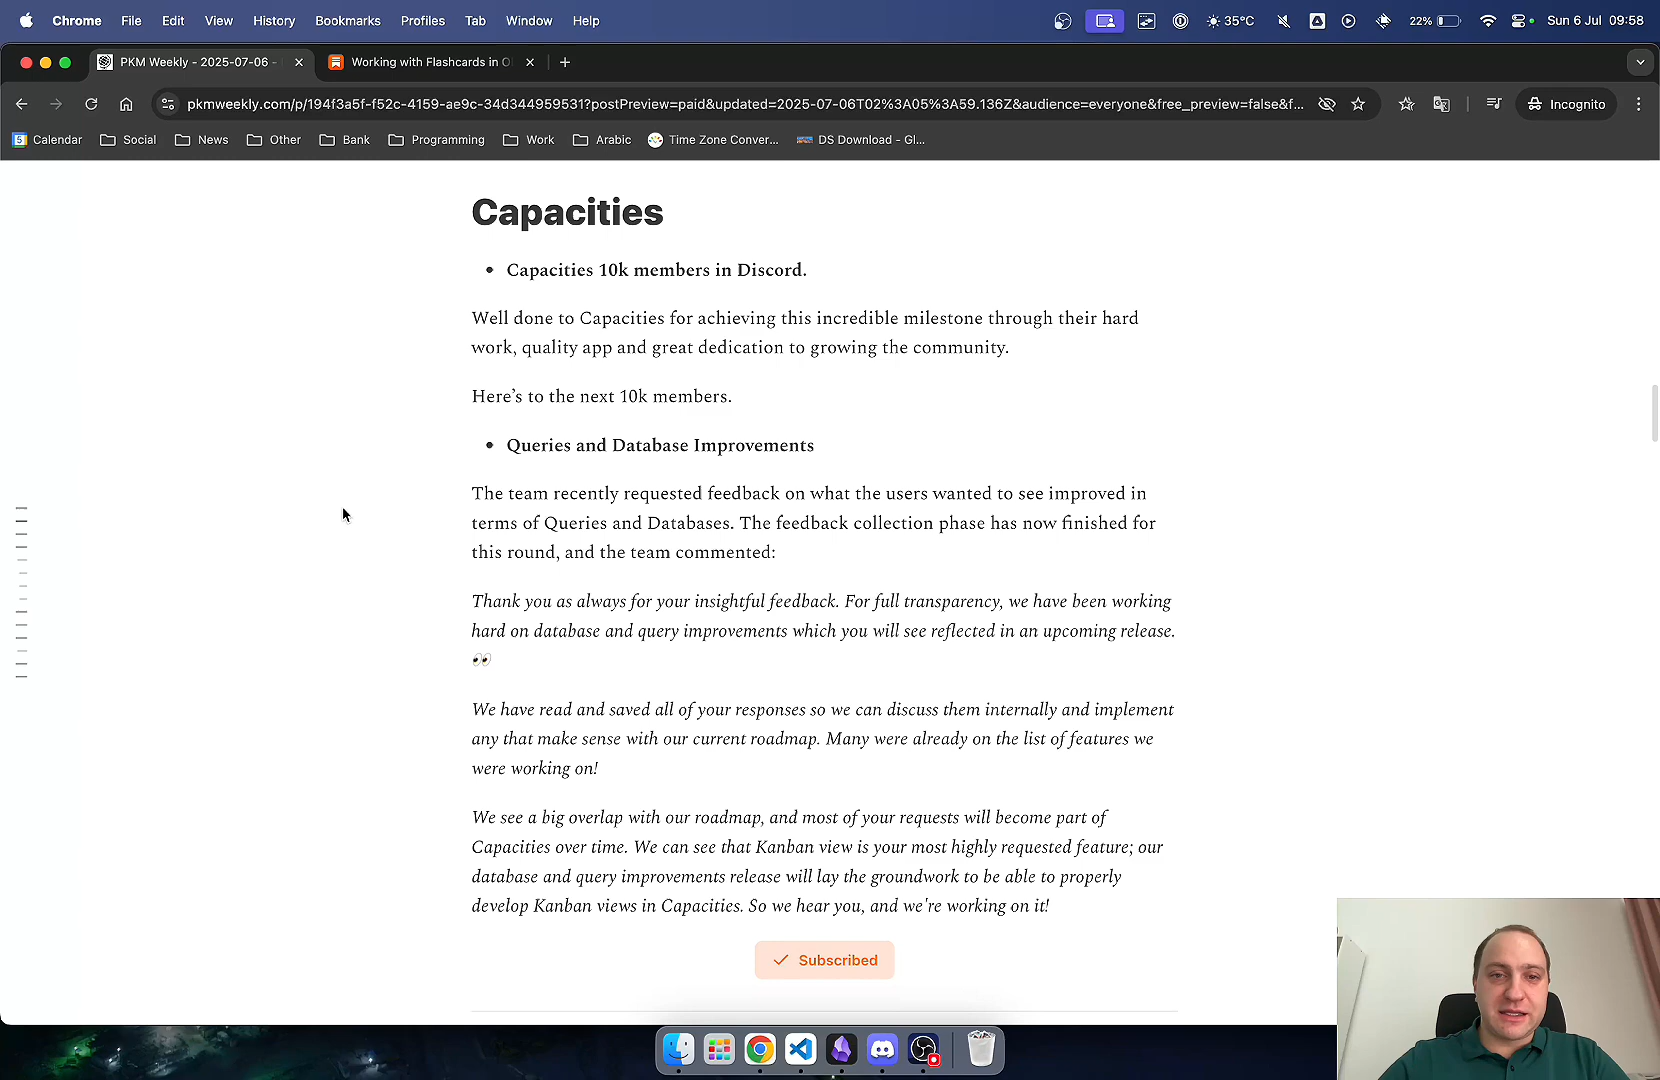 Chrome File Edit View History Bookmarks Profiles Tab Window Help 35°C 22% Sun 6 Jul 09:58
PKM Weekly - 2025-07-06 - Working with Flashcards in O
pkmweekly.com/p/194f3a5f-f52c-4159-ae9c-34d344959531?postPreview=paid&updated=2025-07-06T02%3A05%3A59.136Z&audience=everyone&free_preview=false&f... Incognito
5 Calendar Social News Other Bank Programming Work Arabic Time Zone Conver... DS Download - Gl...
Capacities
• Capacities 10k members in Discord.
Well done to Capacities for achieving this incredible milestone through their hard
work, quality app and great dedication to growing the community.
Here’s to the next 10k members.
• Queries and Database Improvements
The team recently requested feedback on what the users wanted to see improved in
terms of Queries and Databases. The feedback collection phase has now finished for
this round, and the team commented:
Thank you as always for your insightful feedback. For full transparency, we have been working
hard on database and query improvements which you will see reflected in an upcoming release.
👀
We have read and saved all of your responses so we can discuss them internally and implement
any that make sense with our current roadmap. Many were already on the list of features we
were working on!
We see a big overlap with our roadmap, and most of your requests will become part of
Capacities over time. We can see that Kanban view is your most highly requested feature; our
database and query improvements release will lay the groundwork to be able to properly
develop Kanban views in Capacities. So we hear you, and we're working on it!
Subscribed